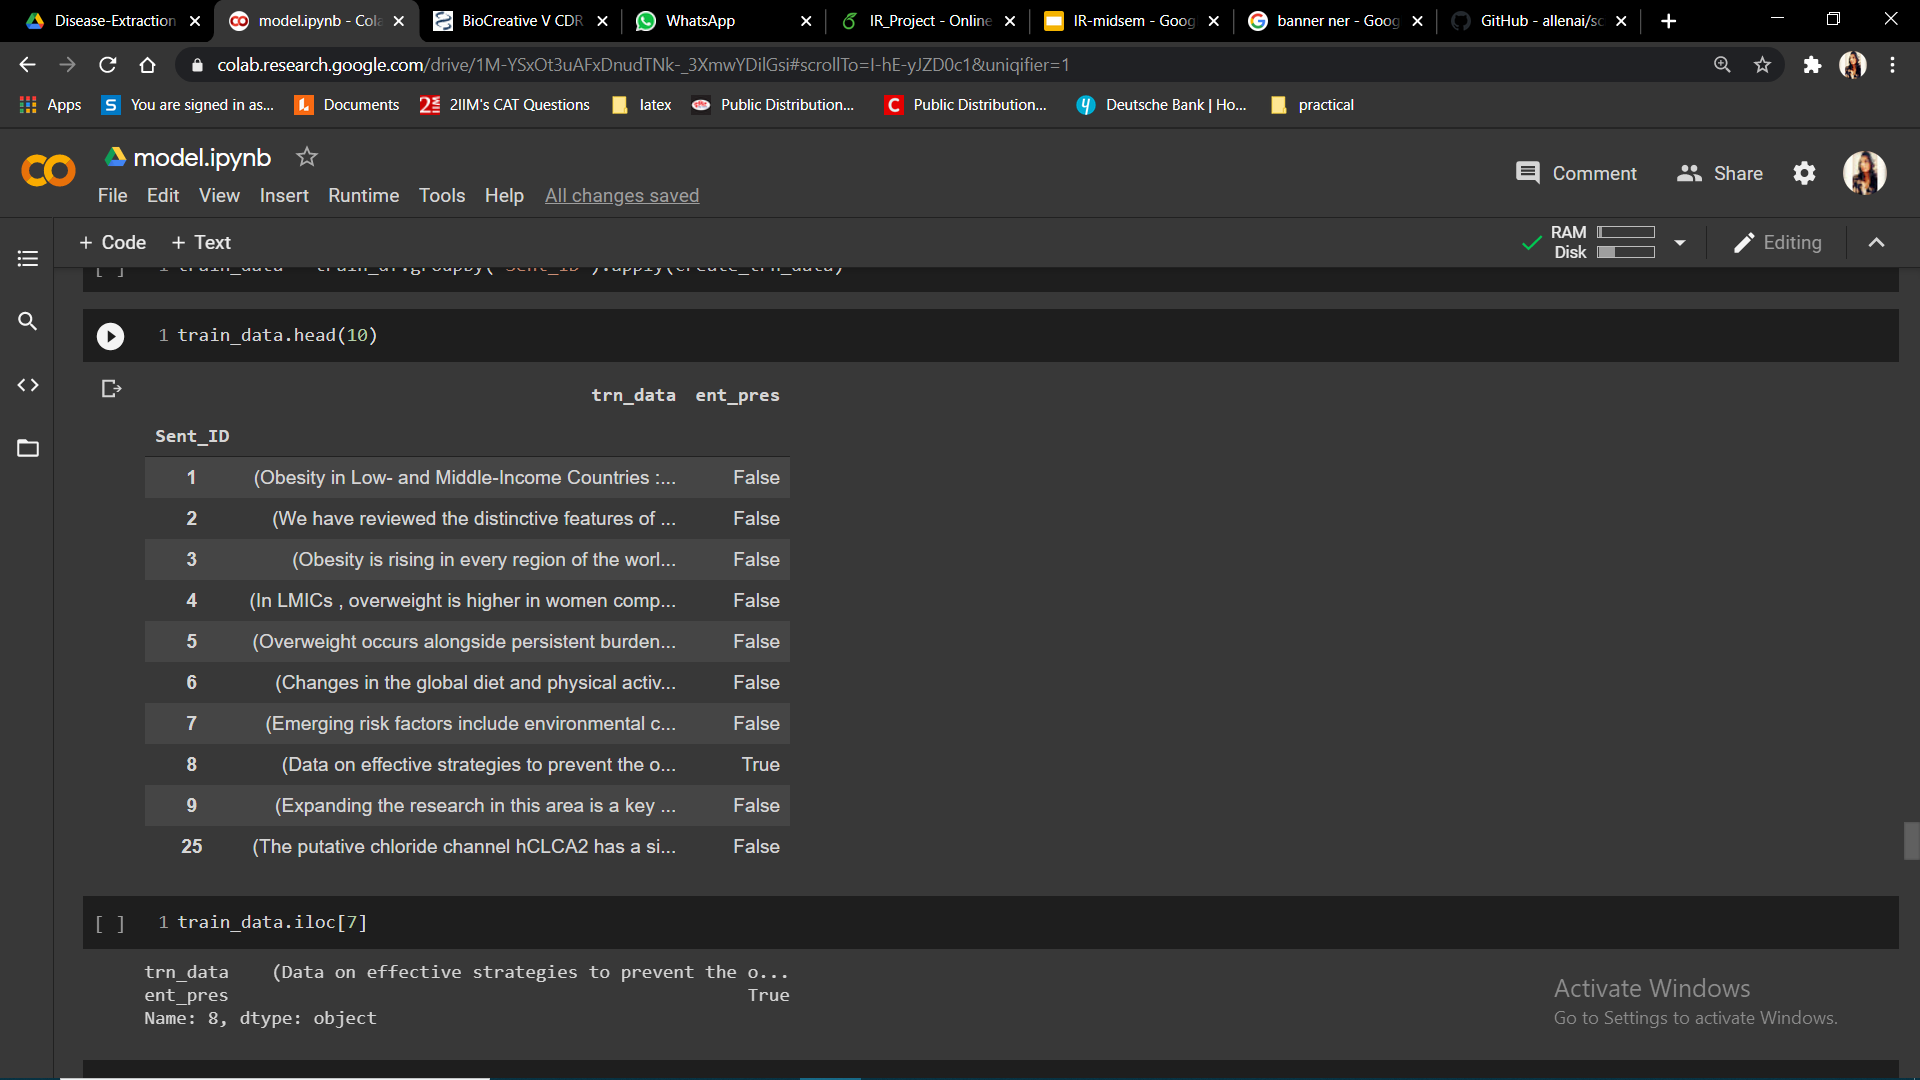 Disease-Extraction
model.ipynb - Cola
BioCreative V CDR
WhatsApp
IR_Project - Online
IR-midsem - Goog
banner ner - Goog
GitHub - allenai/sc
colab.research.google.com/drive/1M-YSxOt3uAFxDnudTNk-_3XmwYDilGsi#scrollTo=I-hE-yJZD0c1&uniqifier=1
Apps
You are signed in as...
Documents
2IIM's CAT Questions
latex
Public Distribution...
Public Distribution...
Deutsche Bank | Ho...
practical
model.ipynb
File Edit View Insert Runtime Tools Help All changes saved
Comment
Share
+ Code + Text
RAM
Disk
Editing
[ ] 1 train_data = train_df.groupby("Sent_ID").apply(create_trn_data)
1 train_data.head(10)
trn_data ent_pres
Sent_ID
1 (Obesity in Low- and Middle-Income Countries :... False
2 (We have reviewed the distinctive features of ... False
3 (Obesity is rising in every region of the worl... False
4 (In LMICs , overweight is higher in women comp... False
5 (Overweight occurs alongside persistent burden... False
6 (Changes in the global diet and physical activ... False
7 (Emerging risk factors include environmental c... False
8 (Data on effective strategies to prevent the o... True
9 (Expanding the research in this area is a key ... False
25 (The putative chloride channel hCLCA2 has a si... False
[ ] 1 train_data.iloc[7]
trn_data (Data on effective strategies to prevent the o...
ent_pres True
Name: 8, dtype: object
Activate Windows
Go to Settings to activate Windows.